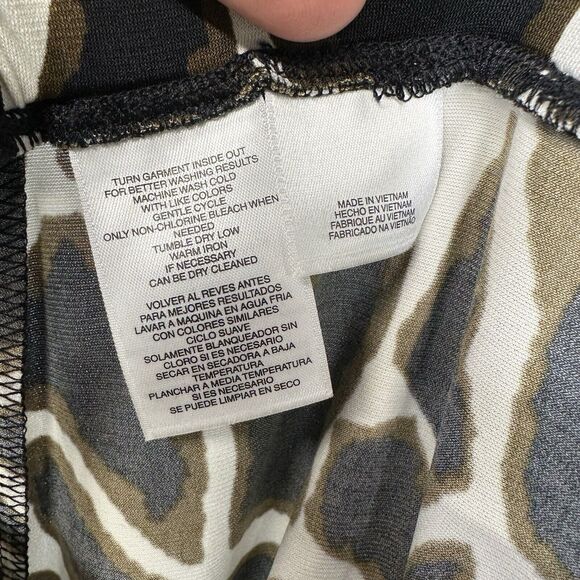 TURN GARMENT INSIDE OUT
FOR BETTER WASHING RESULTS
MACHINE WASH COLD
WITH LIKE COLORS
GENTLE CYCLE
ONLY NON-CHLORINE BLEACH WHEN
NEEDED
TUMBLE DRY LOW
WARM IRON
IF NECESSARY
CAN BE DRY CLEANED
VOLVER AL REVES ANTES
PARA MEJORES RESULTADOS
LAVAR A MAQUINA EN AGUA FRIA
CON COLORES SIMILARES
CICLO SUAVE
SOLAMENTE BLANQUEADOR SIN
CLORO SI ES NECESARIO
SECAR EN SECADORA A BAJA
TEMPERATURA
PLANCHAR A MEDIA TEMPERATURA
SI ES NECESARIO
SE PUEDE LIMPIAR EN SECO
MADE IN VIETNAM
HECHO EN VIETNAM
FABRIQUE AU VIETNAM
FABRICADO NA VIETNÃO